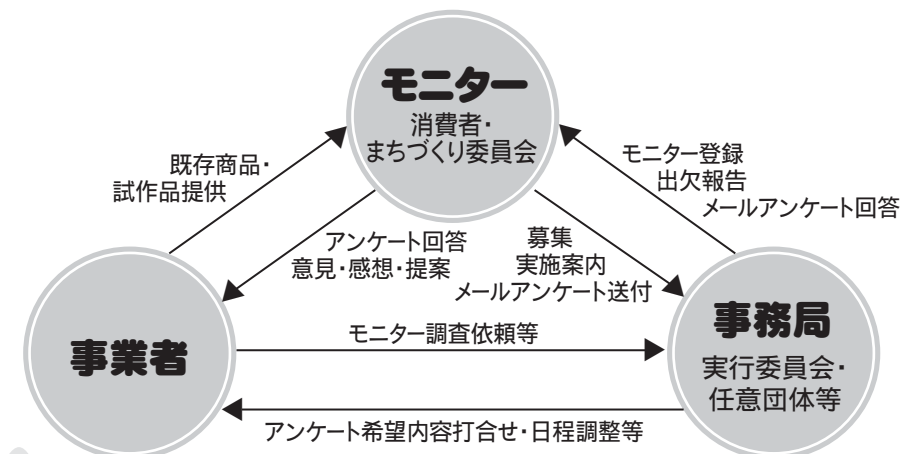 モニター
消費者・
まちづくり委員会
既存商品・
試作品提供
モニター登録
出欠報告
メールアンケート回答
アンケート回答
意見・感想・提案
募集
実施案内
メールアンケート送付
事業者
モニター調査依頼等
事務局
実行委員会・
任意団体等
アンケート希望内容打合せ・日程調整等